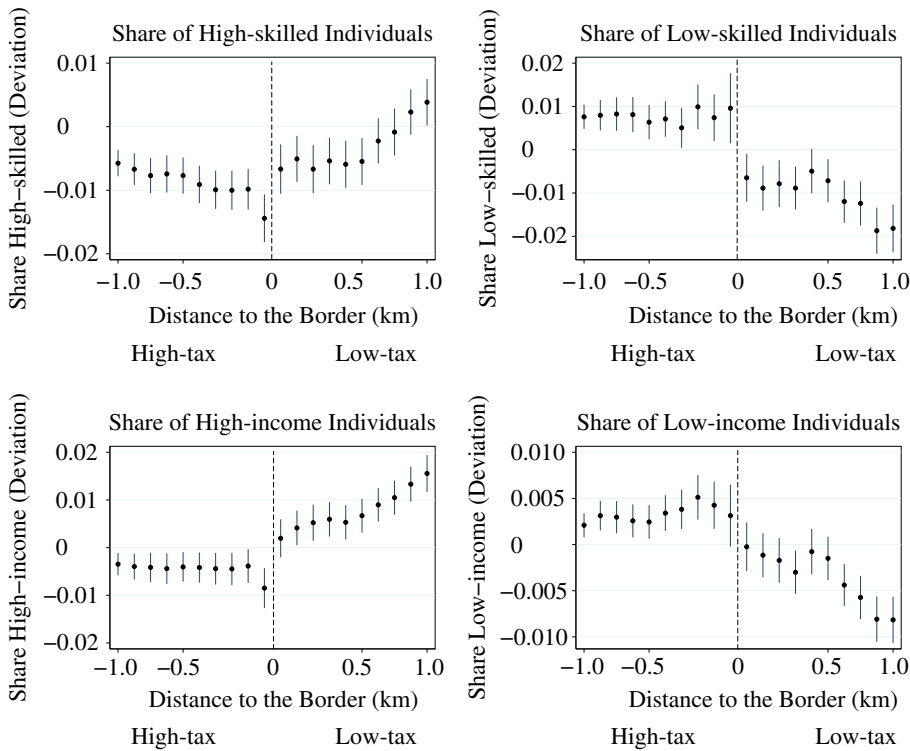 Share of High-skilled Individuals
Share High−skilled (Deviation)
0.01
0
−0.01
−0.02
−1.0 −0.5 0 0.5 1.0
Distance to the Border (km)
High-tax Low-tax
Share of Low-skilled Individuals
Share Low−skilled (Deviation)
0.02
0.01
0
−0.01
−0.02
−1.0 −0.5 0 0.5 1.0
Distance to the Border (km)
High-tax Low-tax
Share of High-income Individuals
Share High−income (Deviation)
0.02
0.01
0
−0.01
−0.02
−1.0 −0.5 0 0.5 1.0
Distance to the Border (km)
High-tax Low-tax
Share of Low-income Individuals
Share Low−income (Deviation)
0.010
0.005
0
−0.005
−0.010
−1.0 −0.5 0 0.5 1.0
Distance to the Border (km)
High-tax Low-tax